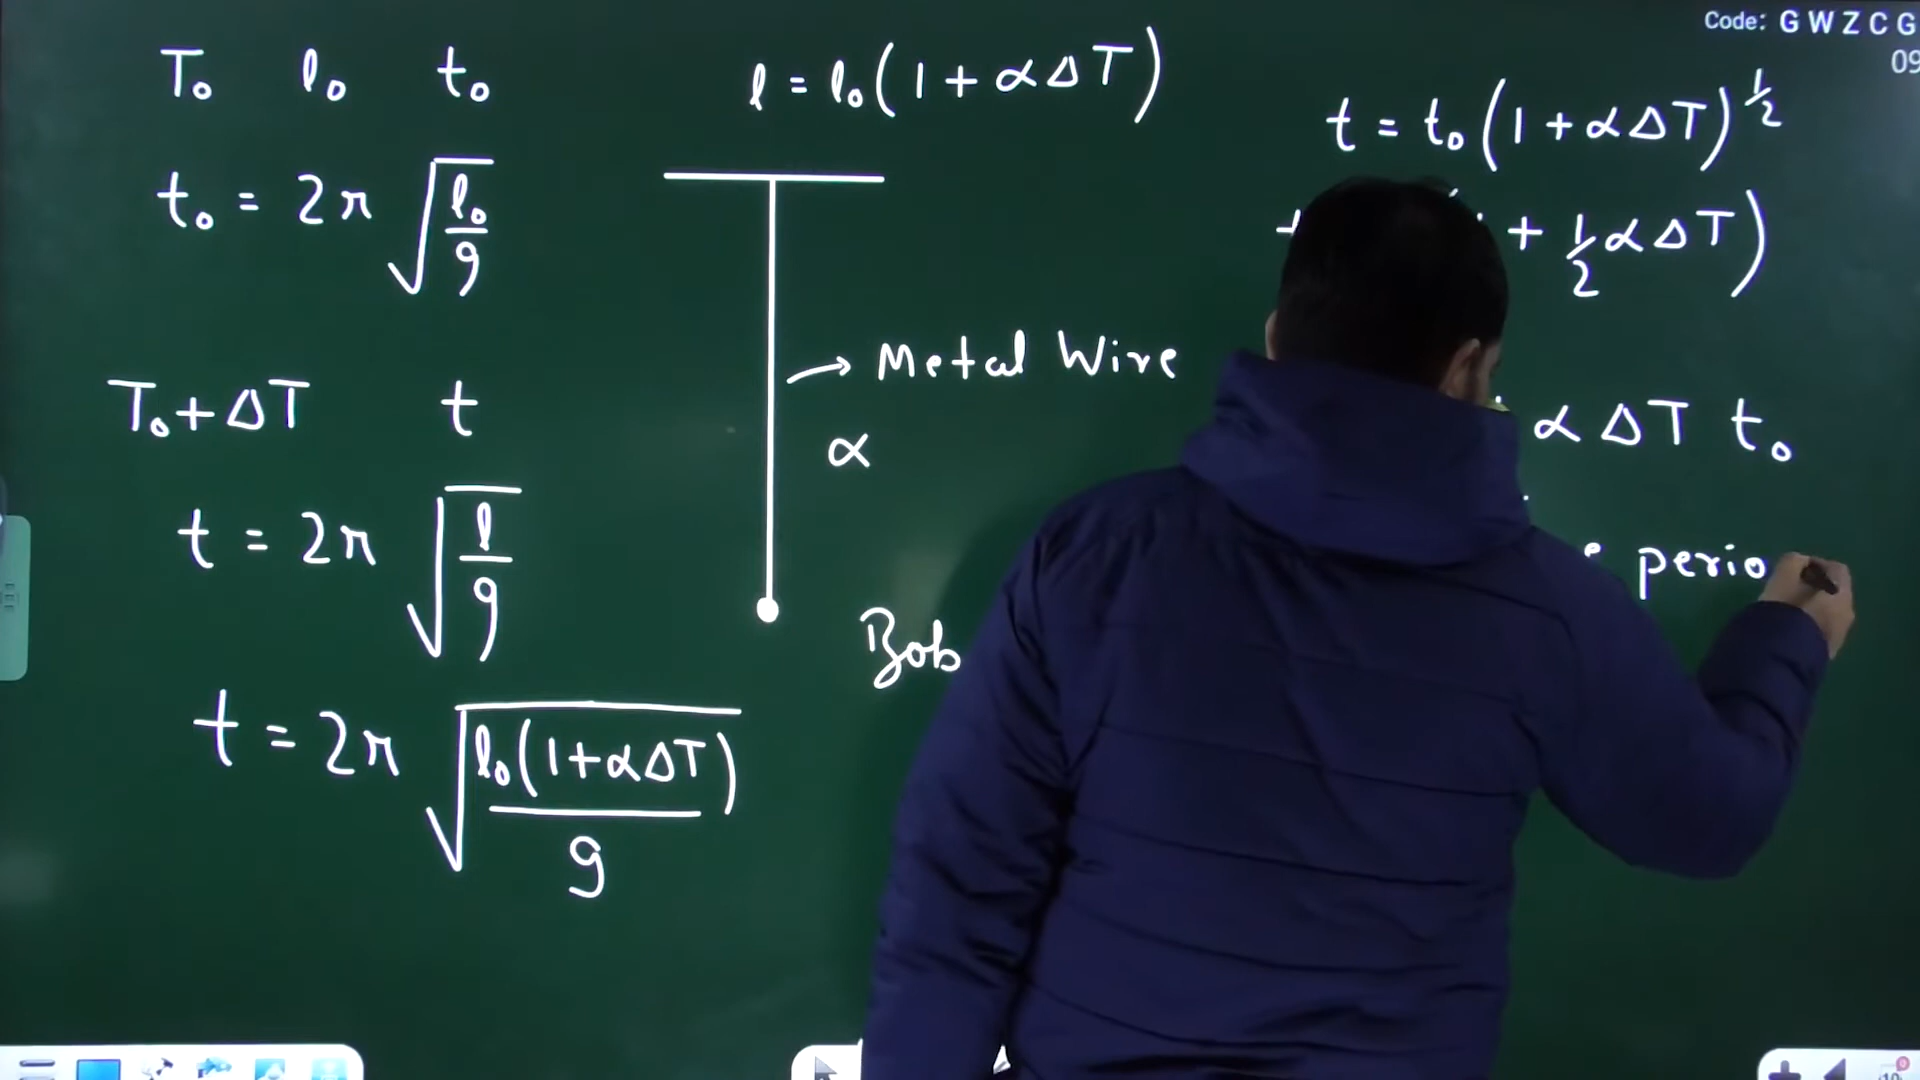 T₀ l₀ t₀
t₀ = 2π √(l₀/g)
T₀+ΔT t
t = 2π √(l/g)
t = 2π √(l₀(1+αΔT)/g)
l = l₀(1+αΔT)
→ Metal Wire
α
Bob
Code: G W Z C G
09
t = t₀(1+αΔT)^½
+ ½αΔT)
αΔT t₀
perio